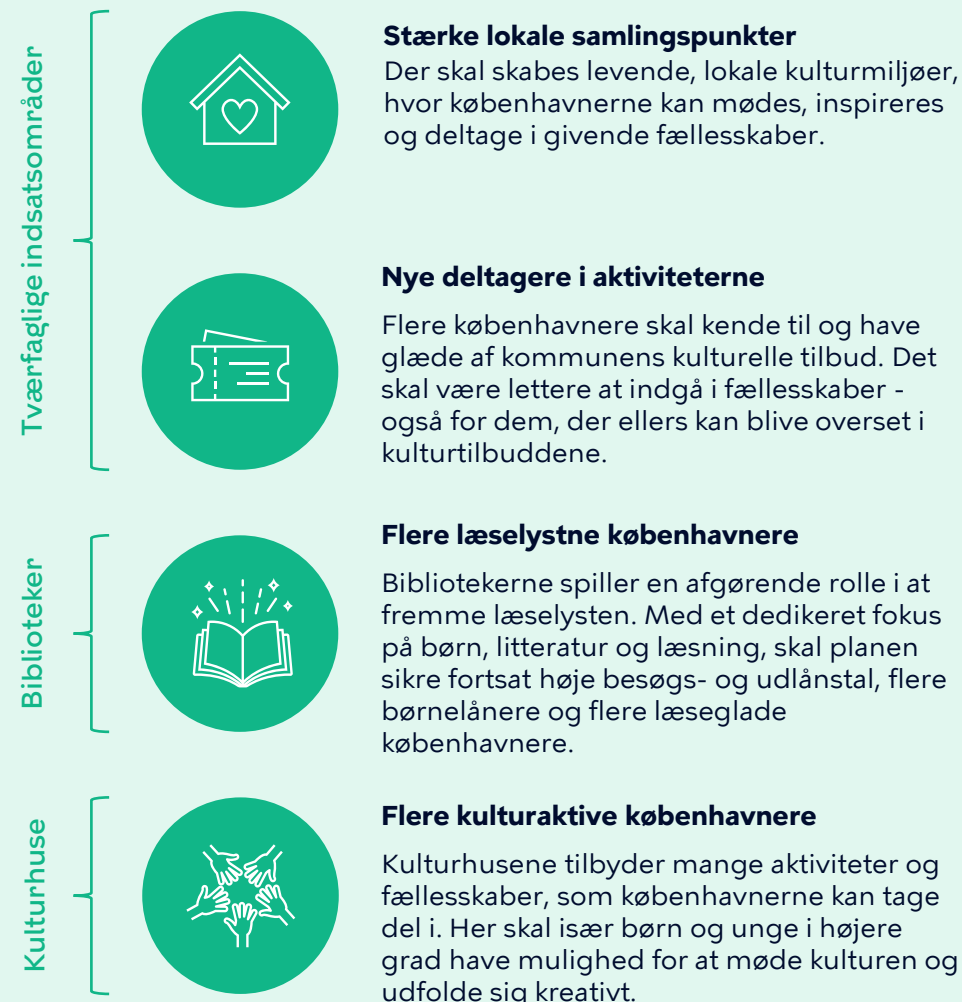 Tværfaglige indsatsområder
Stærke lokale samlingspunkter
Der skal skabes levende, lokale kulturmiljøer,
hvor københavnerne kan mødes, inspireres
og deltage i givende fællesskaber.
Nye deltagere i aktiviteterne
Flere københavnere skal kende til og have
glæde af kommunens kulturelle tilbud. Det
skal være lettere at indgå i fællesskaber -
også for dem, der ellers kan blive overset i
kulturtilbuddene.
Biblioteker
Flere læselystne københavnere
Bibliotekerne spiller en afgørende rolle i at
fremme læselysten. Med et dedikeret fokus
på børn, litteratur og læsning, skal planen
sikre fortsat høje besøgs- og udlånstal, flere
børnelånere og flere læseglade
københavnere.
Kulturhuse
Flere kulturaktive københavnere
Kulturhusene tilbyder mange aktiviteter og
fællesskaber, som københavnerne kan tage
del i. Her skal især børn og unge i højere
grad have mulighed for at møde kulturen og
udfolde sig kreativt.